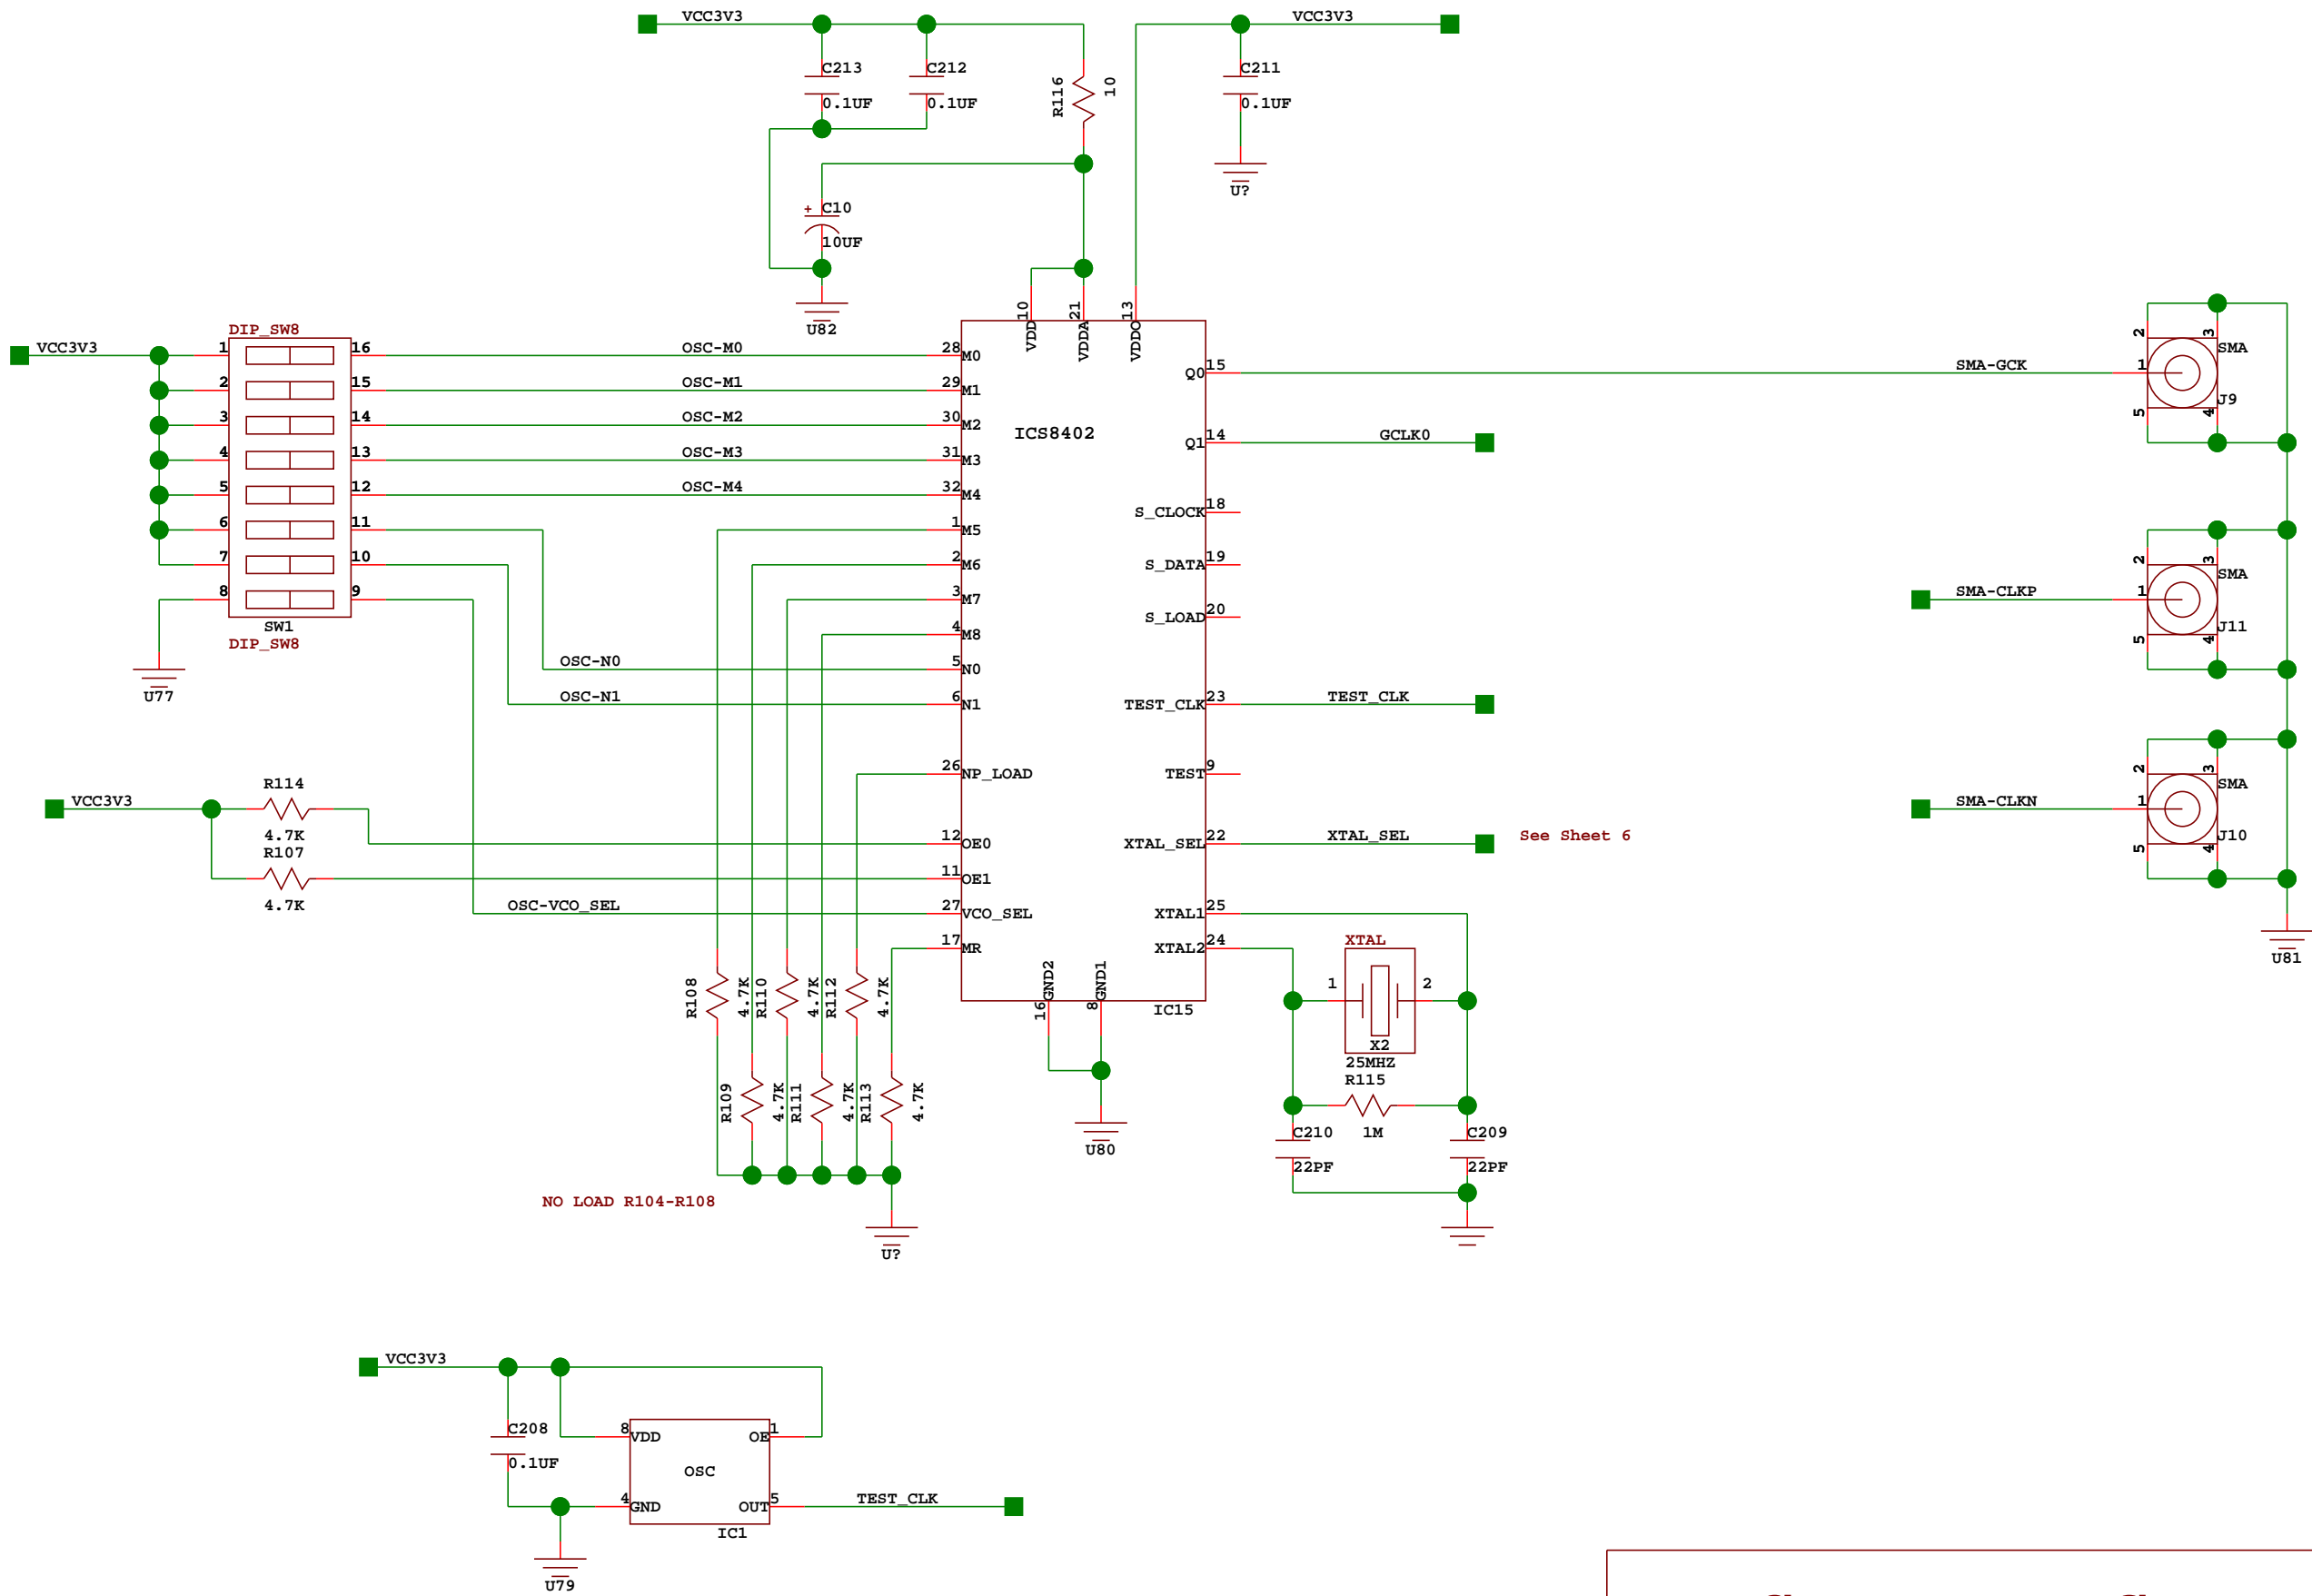 VCC3V3
VCC3V3
C213
C212
C211
R116
10
0.1UF
0.1UF
0.1UF
U?
+ C10
10UF
U82
DIP_SW8
VCC3V3
1 16 OSC-M0 28 M0
2 15 OSC-M1 29 M1
3 14 OSC-M2 30 M2
4 13 OSC-M3 31 M3
5 12 OSC-M4 32 M4
6 11 1 M5
7 10 2 M6
8 9 3 M7
4 M8
SW1
DIP_SW8
U77
OSC-N0 5 N0
OSC-N1 6 N1
26 NP_LOAD
12 OE0
11 OE1
OSC-VCO_SEL 27 VCO_SEL
17 MR
10 VDD
21 VDDA
13 VDDO
ICS8402
Q0 15 SMA-GCK
Q1 14 GCLK0
S_CLOCK 18
S_DATA 19
S_LOAD 20
TEST_CLK 23 TEST_CLK
TEST 9
XTAL_SEL 22 XTAL_SEL
See Sheet 6
XTAL1 25
XTAL2 24
16 GND2
8 GND1
IC15
U80
2 3
SMA
1
J9
5 4
2 3
SMA
SMA-CLKP 1
J11
5 4
2 3
SMA
SMA-CLKN 1
J10
5 4
U81
R114
VCC3V3
4.7K
R107
4.7K
R108 4.7K
R110 4.7K
R112 4.7K
R109 4.7K
R111 4.7K
R113 4.7K
NO LOAD R104-R108
U?
XTAL
1 2
X2
25MHZ
R115
1M
C210
22PF
C209
22PF
VCC3V3
C208
0.1UF
8 VDD
OE 1
OSC
4 GND
OUT 5 TEST_CLK
IC1
U79